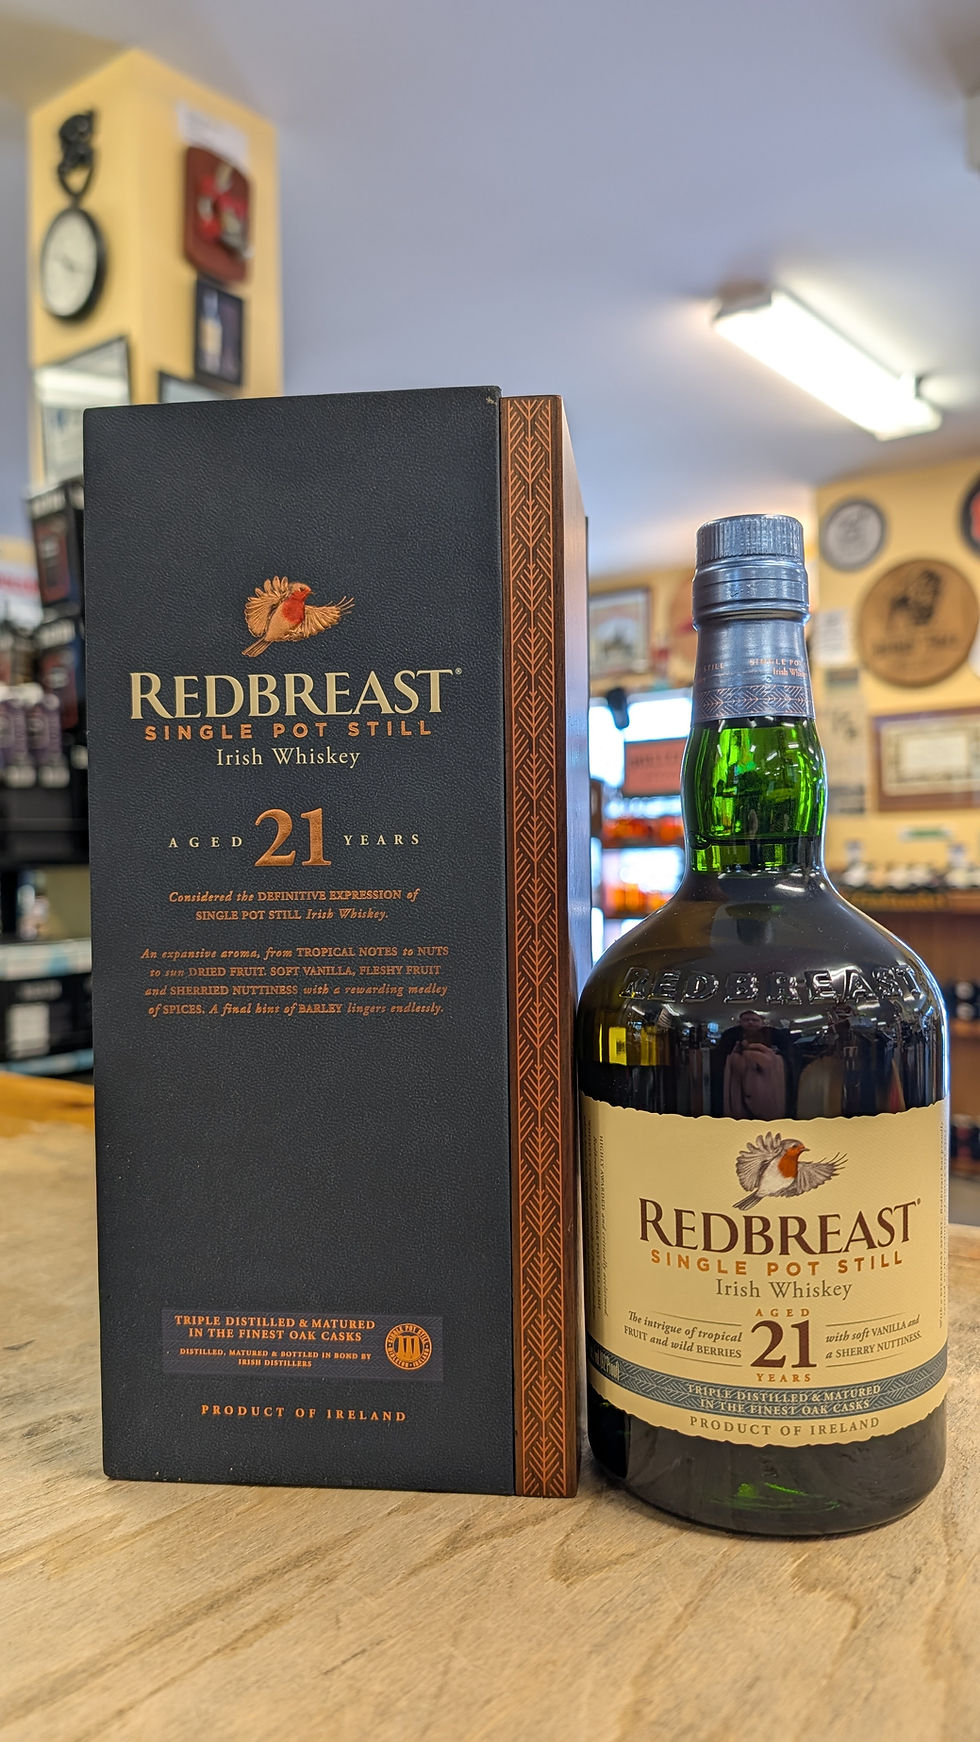 REDBREAST®
SINGLE POT STILL
Irish Whiskey
AGED 21 YEARS
Considered the DEFINITIVE EXPRESSION of
SINGLE POT STILL Irish Whiskey.
An expansive aroma, from TROPICAL NOTES to NUTS
to sun DRIED FRUIT. SOFT VANILLA, FLESHY FRUIT
and SHERRIED NUTTINESS with a rewarding medley
of SPICES. A final hint of BARLEY lingers endlessly.
TRIPLE DISTILLED & MATURED
IN THE FINEST OAK CASKS
DISTILLED, MATURED & BOTTLED IN BOND BY
IRISH DISTILLERS
PRODUCT OF IRELAND
REDBREAST
REDBREAST®
SINGLE POT STILL
Irish Whiskey
AGED
21
YEARS
The intrigue of tropical
FRUIT and wild BERRIES
with soft VANILLA and
a SHERRY NUTTINESS.
TRIPLE DISTILLED & MATURED
IN THE FINEST OAK CASKS
PRODUCT OF IRELAND